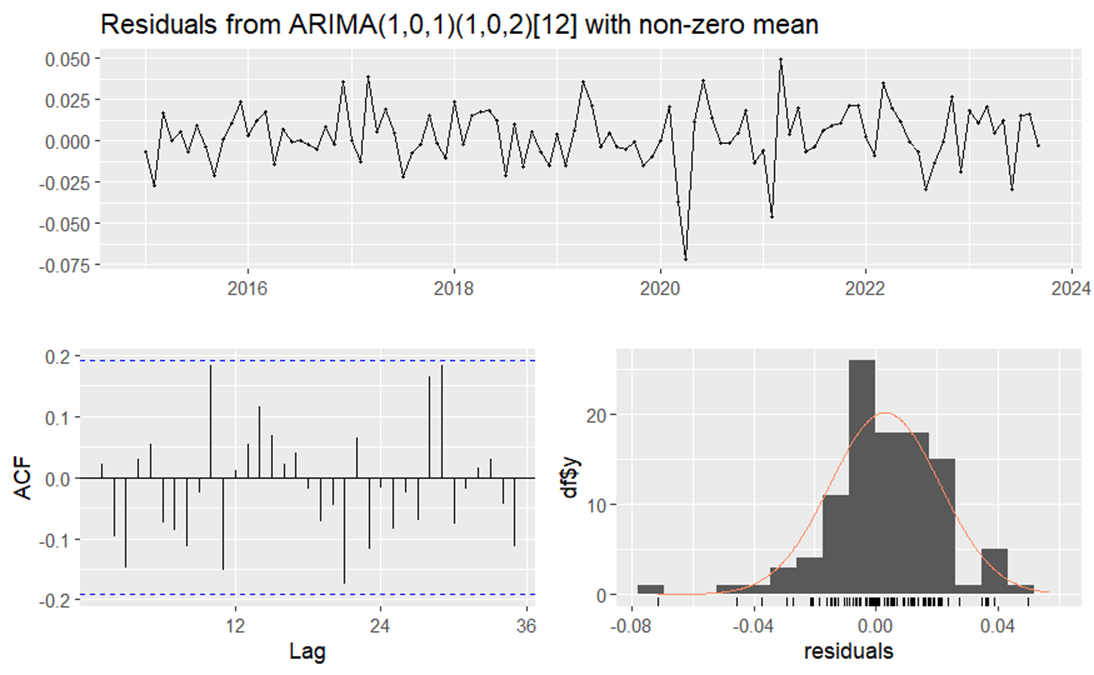 Residuals from ARIMA(1,0,1)(1,0,2)[12] with non-zero mean
0.050
0.025
0.000
-0.025
-0.050
-0.075
2016 2018 2020 2022 2024
0.2
0.1
0.0
-0.1
-0.2
ACF
12 24 36
Lag
20
10
0
df$y
-0.08 -0.04 0.00 0.04
residuals